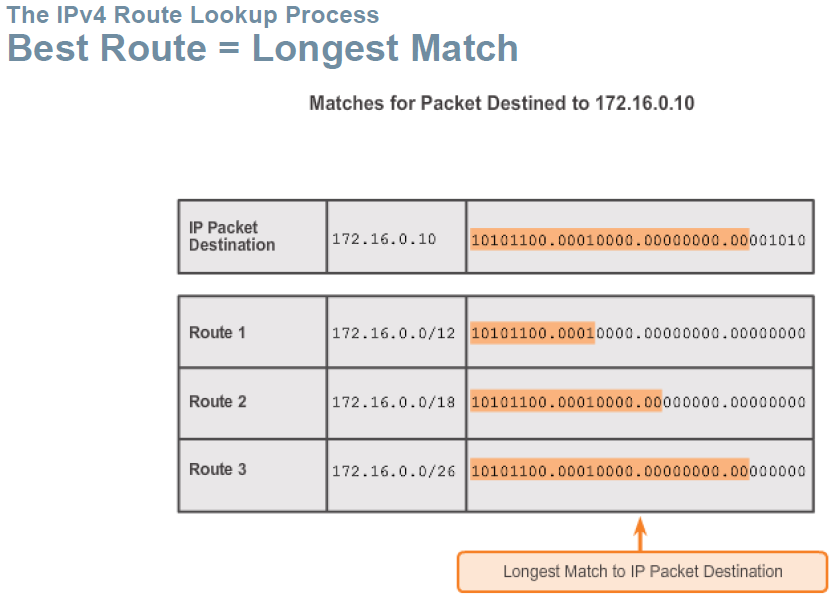 The IPv4 Route Lookup Process
Best Route = Longest Match
Matches for Packet Destined to 172.16.0.10
IP Packet
Destination
172.16.0.10
10101100.00010000.00000000.00001010
Route 1
172.16.0.0/12
10101100.00010000.00000000.00000000
Route 2
172.16.0.0/18
10101100.00010000.00000000.00000000
Route 3
172.16.0.0/26
10101100.00010000.00000000.00000000
Longest Match to IP Packet Destination